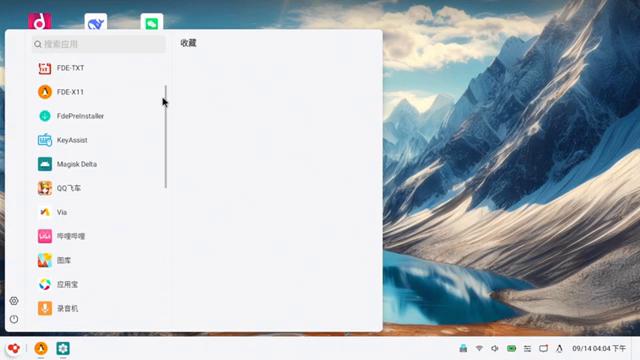 搜索应用
收藏
FDE-TXT
FDE-X11
FdePreInstaller
KeyAssist
Magisk Delta
QQ飞车
Via
哔哩哔哩
图库
应用宝
录音机
09/14 04:04 下午